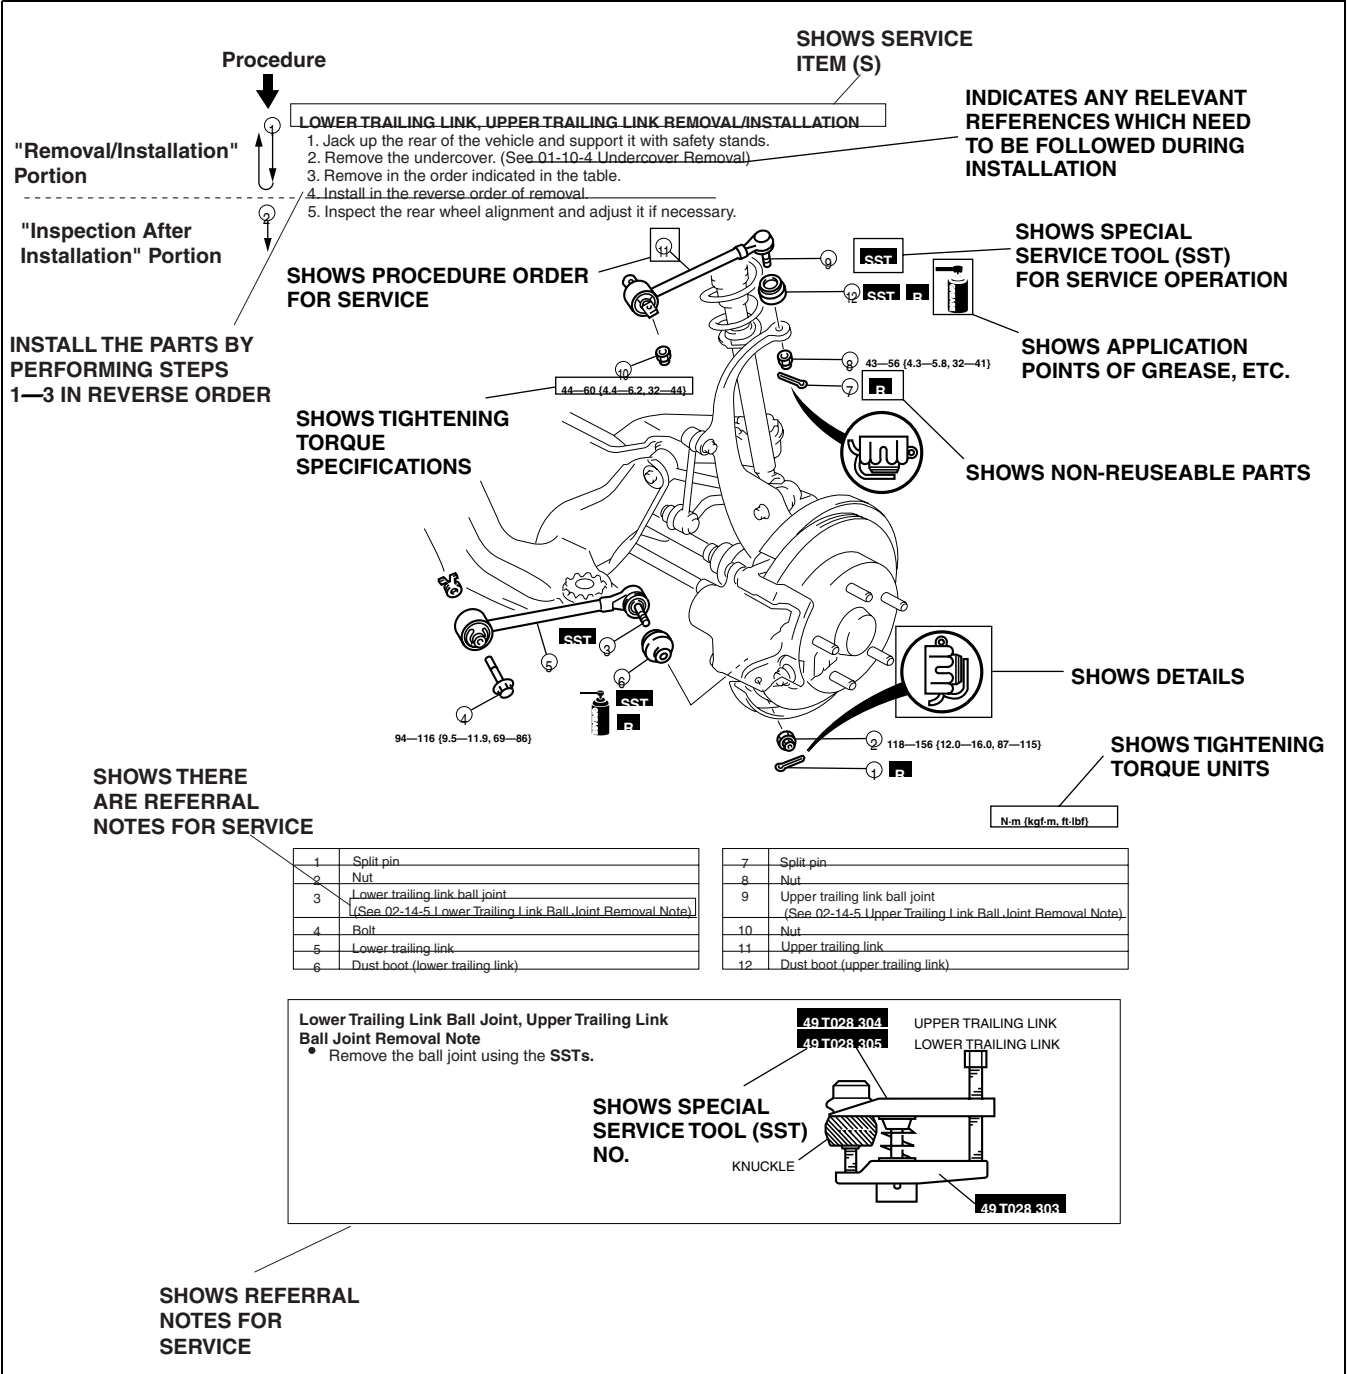 SHOWS SERVICE
ITEM (S)
Procedure
INDICATES ANY RELEVANT
REFERENCES WHICH NEED
TO BE FOLLOWED DURING
INSTALLATION
1
LOWER TRAILING LINK, UPPER TRAILING LINK REMOVAL/INSTALLATION
1. Jack up the rear of the vehicle and support it with safety stands.
2. Remove the undercover. (See 01-10-4 Undercover Removal)
3. Remove in the order indicated in the table.
4. Install in the reverse order of removal.
5. Inspect the rear wheel alignment and adjust it if necessary.
"Removal/Installation"
Portion
2
"Inspection After
Installation" Portion
SHOWS PROCEDURE ORDER
FOR SERVICE
11
9
SST
SHOWS SPECIAL
SERVICE TOOL (SST)
FOR SERVICE OPERATION
12 SST R
INSTALL THE PARTS BY
PERFORMING STEPS
1—3 IN REVERSE ORDER
SHOWS APPLICATION
POINTS OF GREASE, ETC.
8 43—56 {4.3—5.8, 32—41}
10
44—60 {4.4—6.2, 32—44}
7 R
SHOWS TIGHTENING
TORQUE
SPECIFICATIONS
SHOWS NON-REUSEABLE PARTS
SST 3
5
6
SST
R
4
94—116 {9.5—11.9, 69—86}
SHOWS DETAILS
2 118—156 {12.0—16.0, 87—115}
1 R
SHOWS TIGHTENING
TORQUE UNITS
SHOWS THERE
ARE REFERRAL
NOTES FOR SERVICE
N·m {kgf·m, ft·lbf}
1 Split pin
2 Nut
3 Lower trailing link ball joint
(See 02-14-5 Lower Trailing Link Ball Joint Removal Note)
4 Bolt
5 Lower trailing link
6 Dust boot (lower trailing link)
7 Split pin
8 Nut
9 Upper trailing link ball joint
(See 02-14-5 Upper Trailing Link Ball Joint Removal Note)
10 Nut
11 Upper trailing link
12 Dust boot (upper trailing link)
Lower Trailing Link Ball Joint, Upper Trailing Link
Ball Joint Removal Note
• Remove the ball joint using the SSTs.
49 T028 304 UPPER TRAILING LINK
49 T028 305 LOWER TRAILING LINK
SHOWS SPECIAL
SERVICE TOOL (SST)
NO.
KNUCKLE
49 T028 303
SHOWS REFERRAL
NOTES FOR
SERVICE